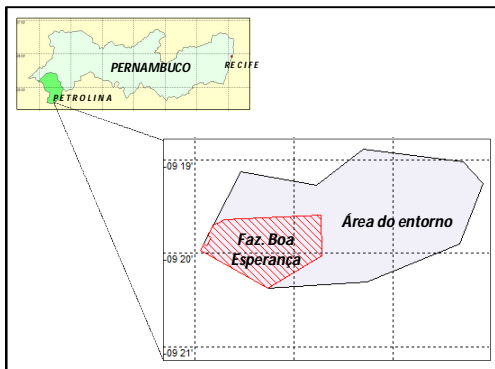 PERNAMBUCO
RECIFE
PETROLINA
-09 19
Área do entorno
Faz. Boa
Esperança
-09 20
-09 21